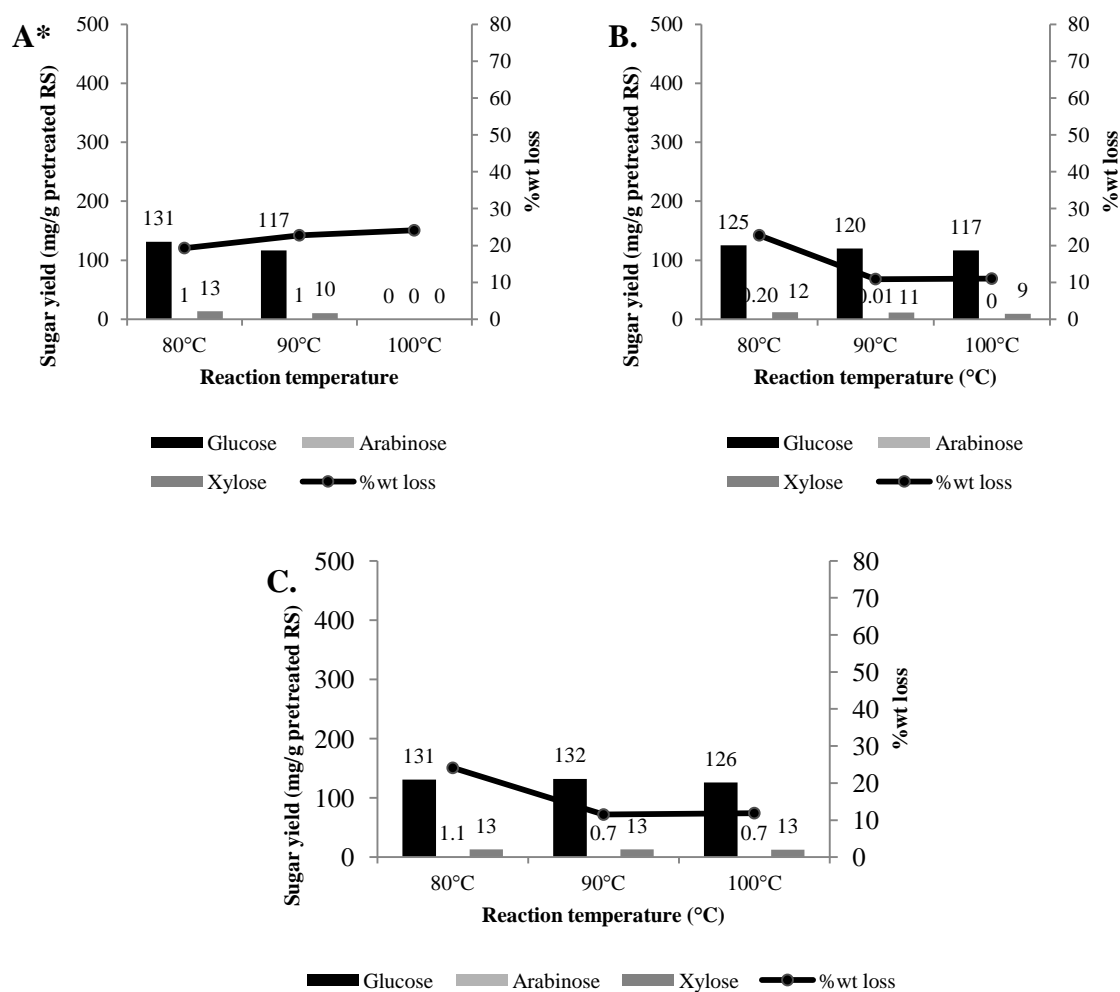 A*
Sugar yield (mg/g pretreated RS)
500
400
300
200
100
0
131
1
13
117
1
10
0
0
0
80
70
60
50
40
30
20
10
0
%wt loss
80°C
90°C
100°C
Reaction temperature
Glucose
Arabinose
Xylose
%wt loss
B.
Sugar yield (mg/g pretreated RS)
500
400
300
200
100
0
125
0.20
12
120
0.01
11
117
0
9
80
70
60
50
40
30
20
10
0
%wt loss
80°C
90°C
100°C
Reaction temperature (°C)
Glucose
Arabinose
Xylose
%wt loss
C.
Sugar yield (mg/g pretreated RS)
500
400
300
200
100
0
131
1.1
13
132
0.7
13
126
0.7
13
80
70
60
50
40
30
20
10
0
%wt loss
80°C
90°C
100°C
Reaction temperature (°C)
Glucose
Arabinose
Xylose
%wt loss